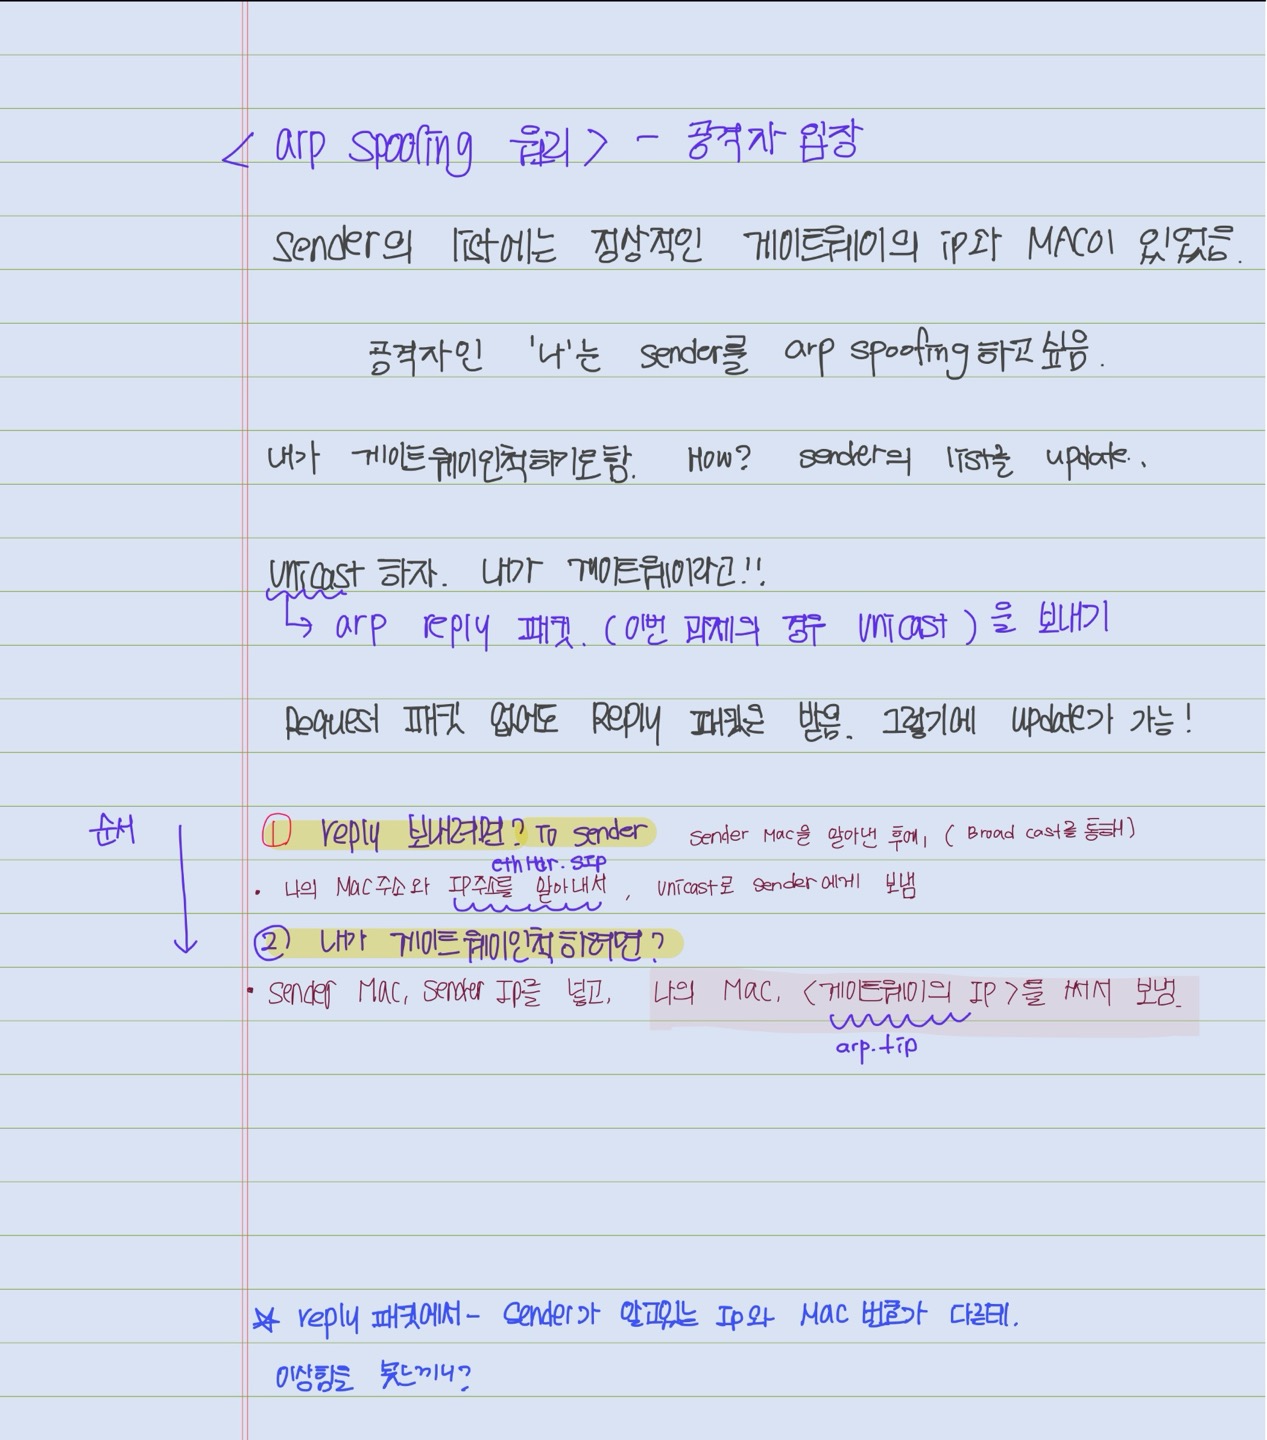 < arp spoofing 원리 > - 공격자 입장
sender의 list에는 정상적인 게이트웨이의 ip와 MAC이 있었음.
공격자인 '나'는 sender를 arp spoofing 하고싶음.
내가 게이트웨이인척하기로함. How? sender의 list를 update.
unicast 하자. 내가 게이트웨이라고!!
↳ arp reply 패킷. (이번 과제의 경우 unicast) 을 보내기
Request 패킷 없어도 Reply 패킷은 받음. 그렇기에 update가 가능!
순서
① reply 보내려면? To sender sender Mac을 알아낸 후에, (Broad cast를 통해)
ethHdr.SIP
· 나의 Mac주소와 IP주소를 알아내서, unicast로 sender에게 보냄
② 내가 게이트웨이인척하려면?
· Sender Mac, Sender Ip를 넣고, 나의 Mac, <게이트웨이의 IP>를 써서 보냄.
arp.tip
☆ reply 패킷에서- Sender가 알고있는 Ip와 Mac 번호가 다를테.
이상함을 못느끼니?